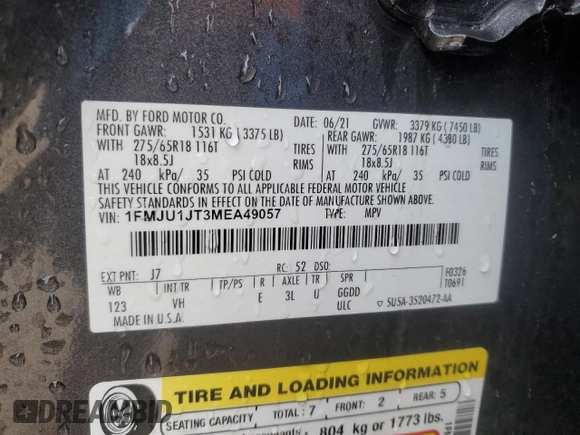 MFD. BY FORD MOTOR CO.
DATE: 06/21 GVWR: 3379 KG ( 7450 LB)
FRONT GAWR: 1531 KG ( 3375 LB) REAR GAWR: 1987 KG ( 4380 LB)
WITH 275/65R18 116T TIRES WITH 275/65R18 116T TIRES
18x8.5J RIMS 18x8.5J RIMS
AT 240 kPa/ 35 PSI COLD AT 240 kPa/ 35 PSI COLD
THIS VEHICLE CONFORMS TO ALL APPLICABLE FEDERAL MOTOR VEHICLE
SAFETY STANDARDS IN EFFECT ON THE DATE OF MANUFACTURE SHOWN ABOVE.
VIN: 1FMJU1JT3MEA49057 TYPE: MPV
EXT PNT: J7 RC: 52 DSO: F0326
WB VH TP/PS R AXLE TR SPR T0691
123 E 3L U GGDD
ULC
MADE IN U.S.A. 5USA-3520472-AA
TIRE AND LOADING INFORMATION
SEATING CAPACITY TOTAL: 7 FRONT: 2 REAR: 5
804 kg or 1773 lbs.
DREAMBID